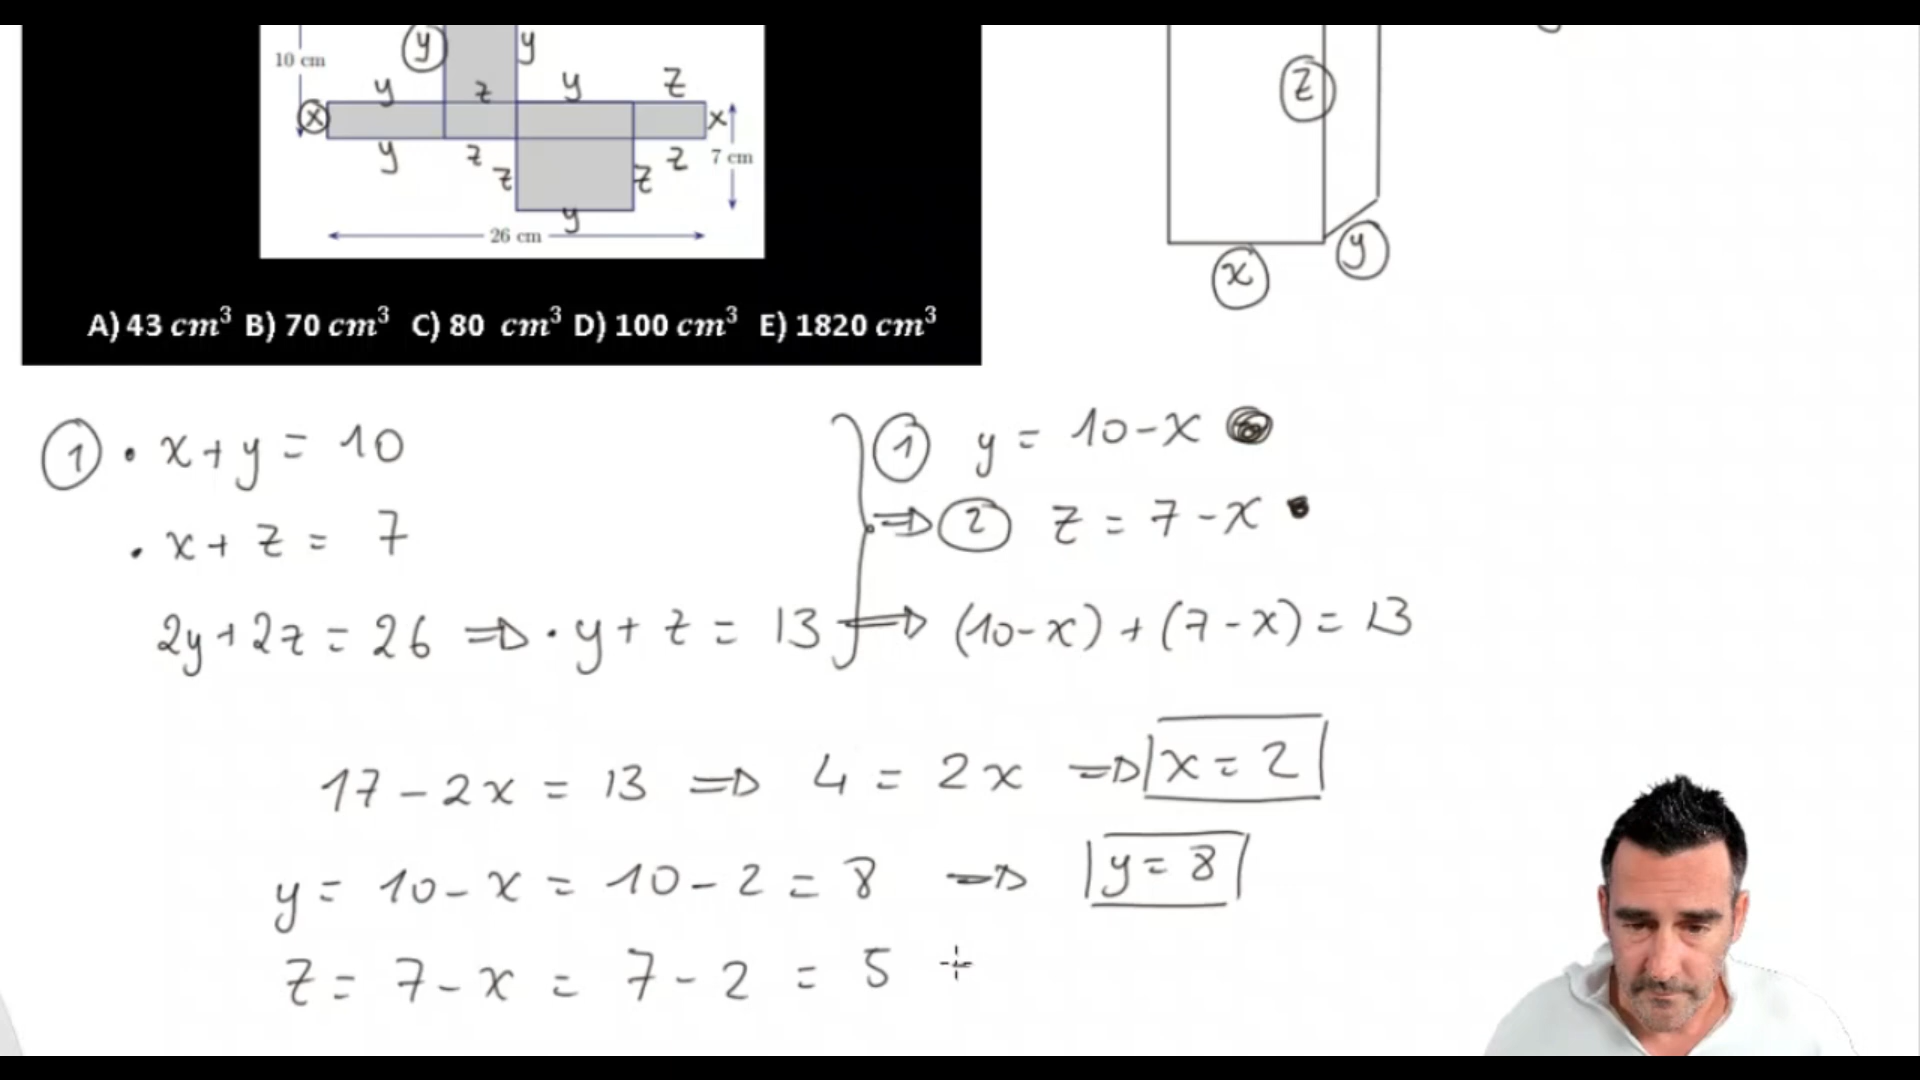 y y
10 cm
y z y z
x x
y z z 7 cm
z z
y
26 cm
z
y
x
A) 43 cm³ B) 70 cm³ C) 80 cm³ D) 100 cm³ E) 1820 cm³
① • x + y = 10
① y = 10 - x
• x + z = 7
⇒ ② z = 7 - x
2y + 2z = 26 ⇒ • y + z = 13 ⇒ (10 - x) + (7 - x) = 13
17 - 2x = 13 ⇒ 4 = 2x ⇒ x = 2
y = 10 - x = 10 - 2 = 8 ⇒ y = 8
z = 7 - x = 7 - 2 = 5